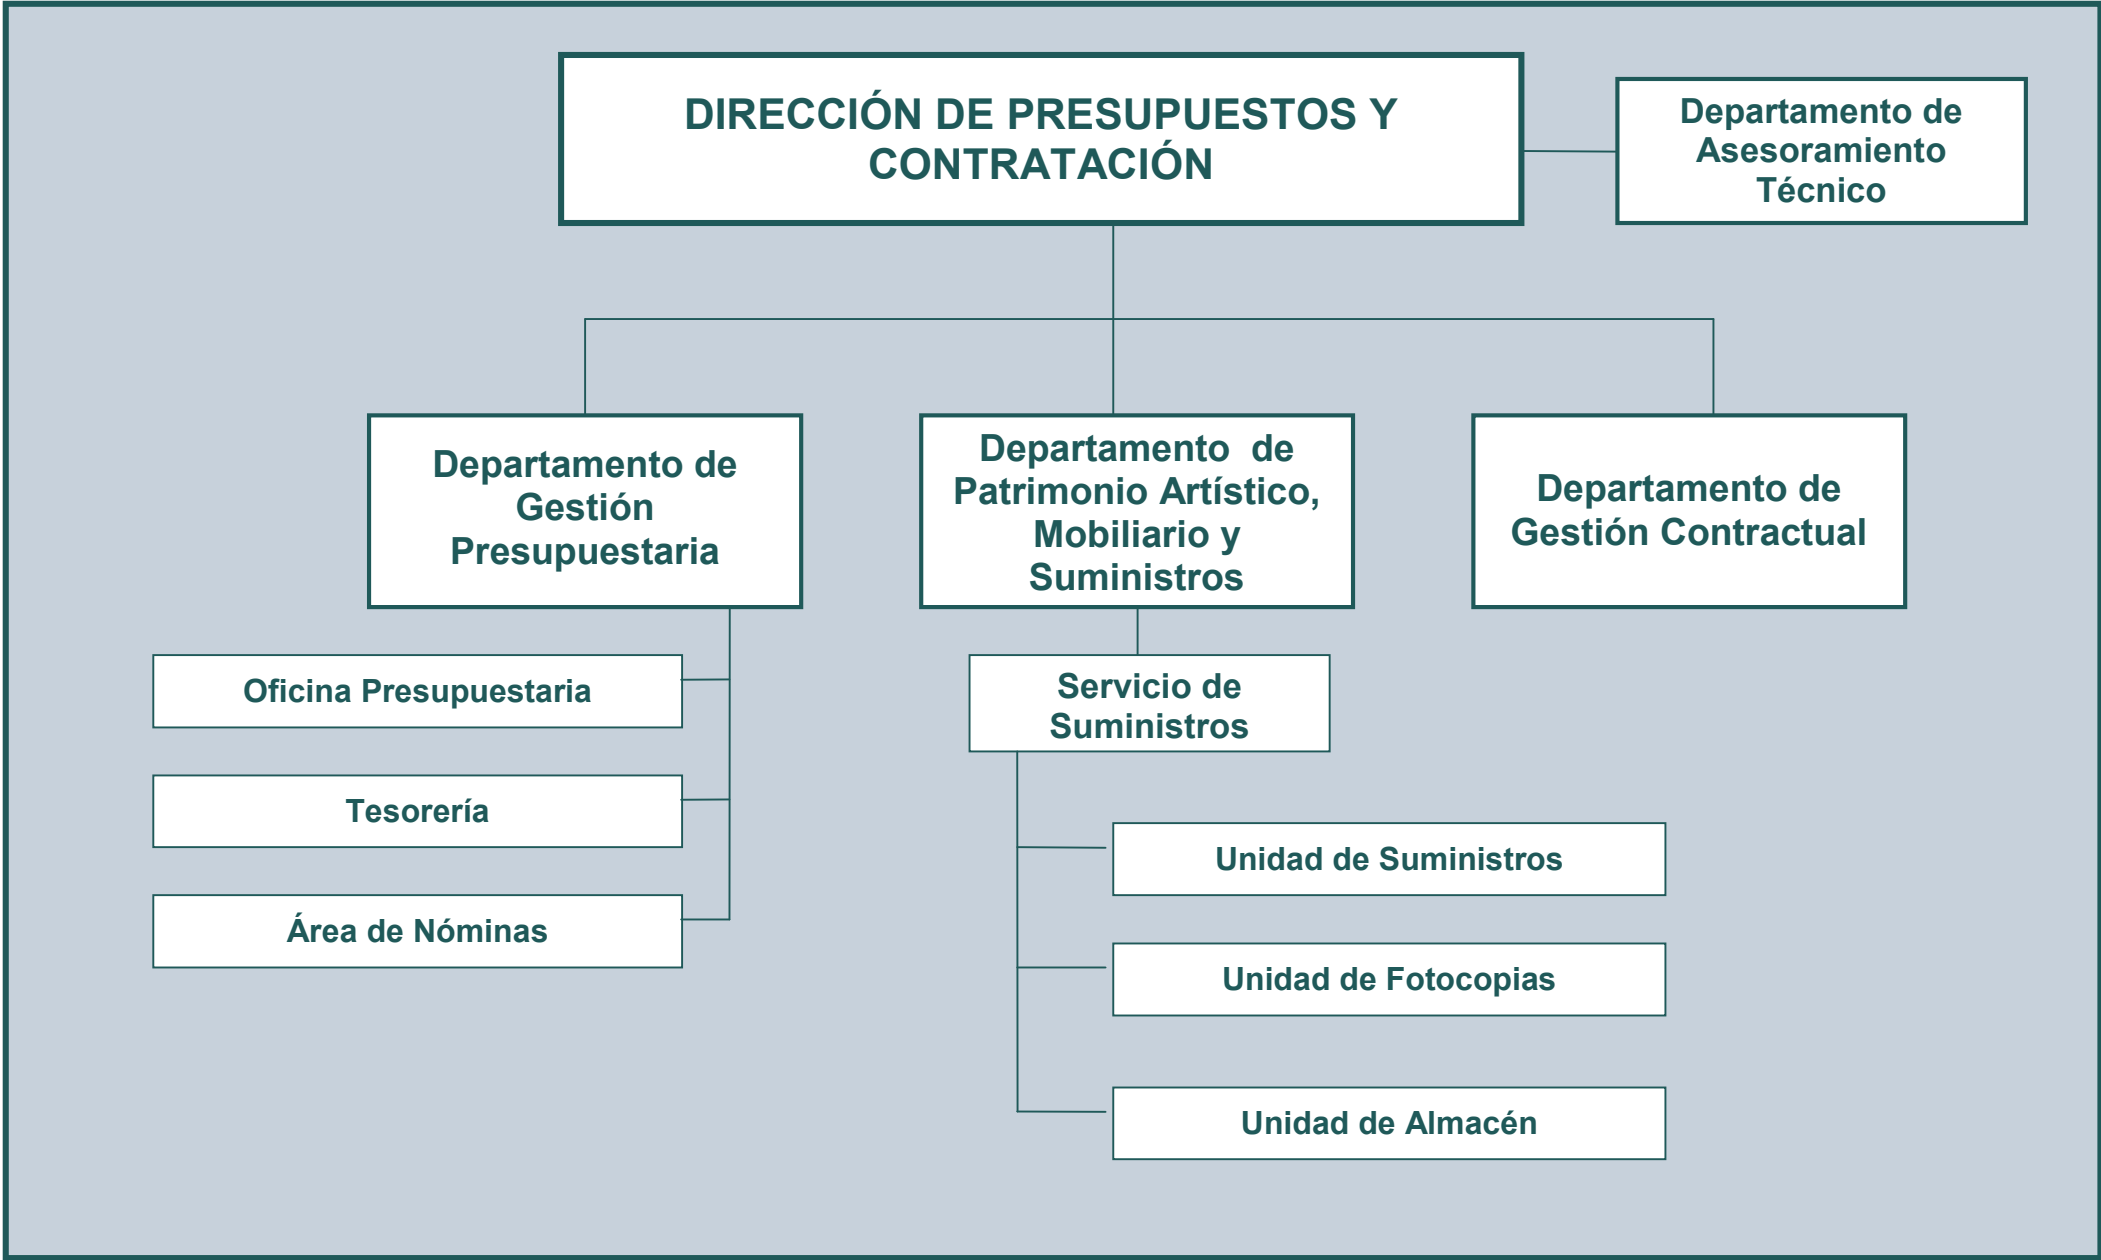 DIRECCIÓN DE PRESUPUESTOS Y
CONTRATACIÓN
Departamento de
Asesoramiento
Técnico
Departamento de
Gestión
Presupuestaria
Departamento de
Patrimonio Artístico,
Mobiliario y
Suministros
Departamento de
Gestión Contractual
Oficina Presupuestaria
Tesorería
Área de Nóminas
Servicio de
Suministros
Unidad de Suministros
Unidad de Fotocopias
Unidad de Almacén